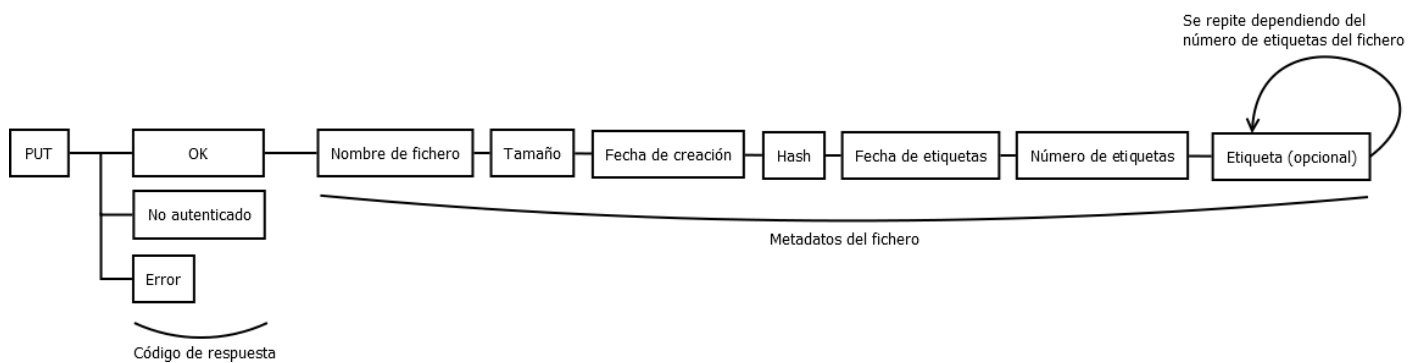 Se repite dependiendo del
número de etiquetas del fichero
PUT
OK
Nombre de fichero
Tamaño
Fecha de creación
Hash
Fecha de etiquetas
Número de etiquetas
Etiqueta (opcional)
No autenticado
Metadatos del fichero
Error
Código de respuesta